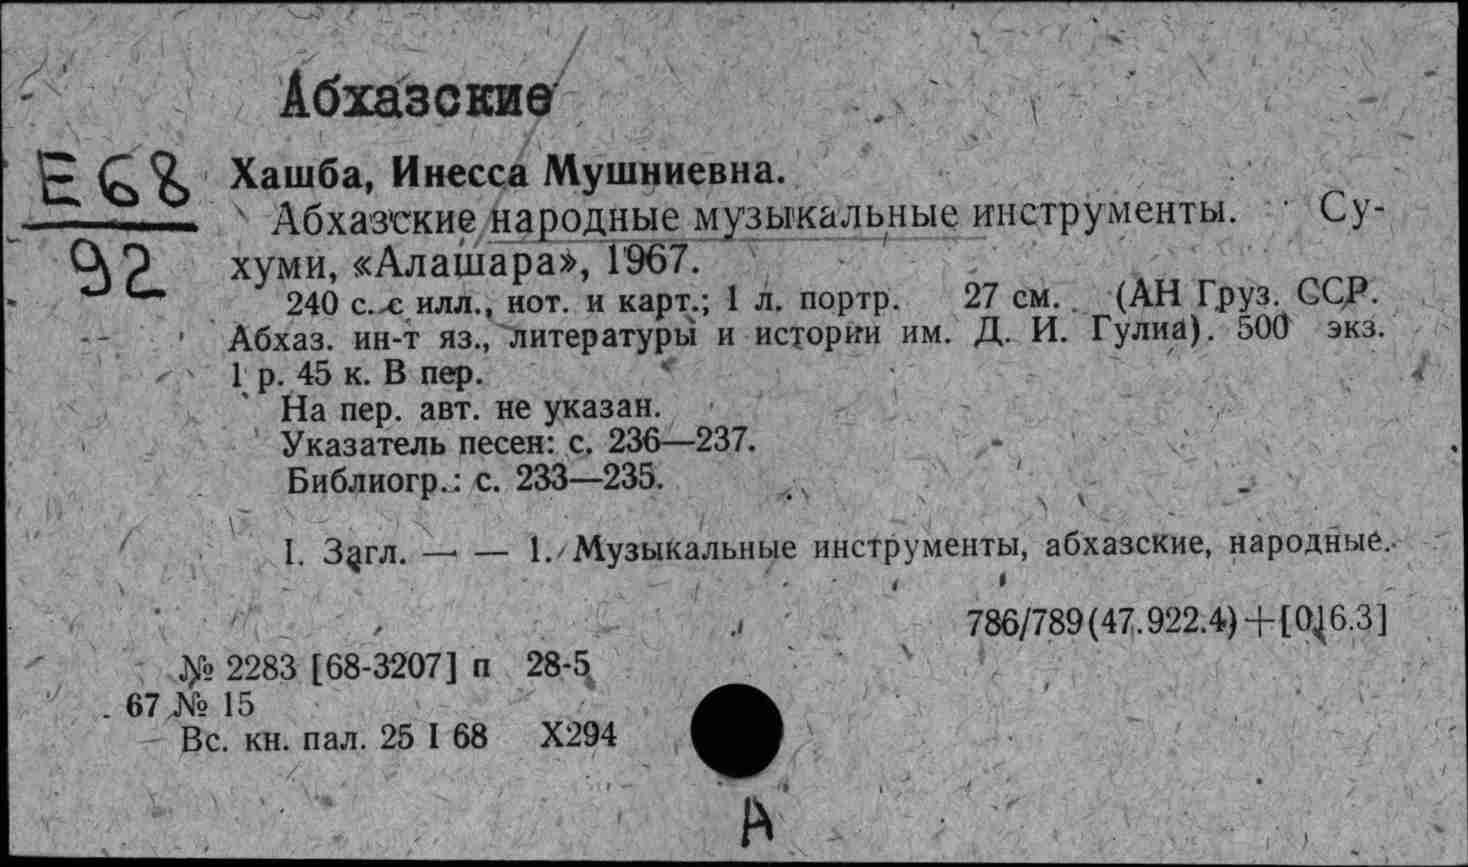 Абхазские
Е68
92
Хашба, Инесса Мушниевна.
Абхазские народные музыкальные инструменты. Су-
хуми, «Алашара», 1967.
240 с. с илл., нот. и карт.; 1 л. портр. 27 см. (АН Груз. ССР.
Абхаз. ин-т яз., литературы и истории им. Д. И. Гулиа). 500 экз.
1 р. 45 к. В пер.
На пер. авт. не указан.
Указатель песен: с. 236—237.
Библиогр.: с. 233—235.
I. Загл. — — 1. Музыкальные инструменты, абхазские, народные.
786/789(47.922.4)+[016.3]
№ 2283 [68-3207] п 28-5
67 № 15
Вс. кн. пал. 25 I 68 Х294
А